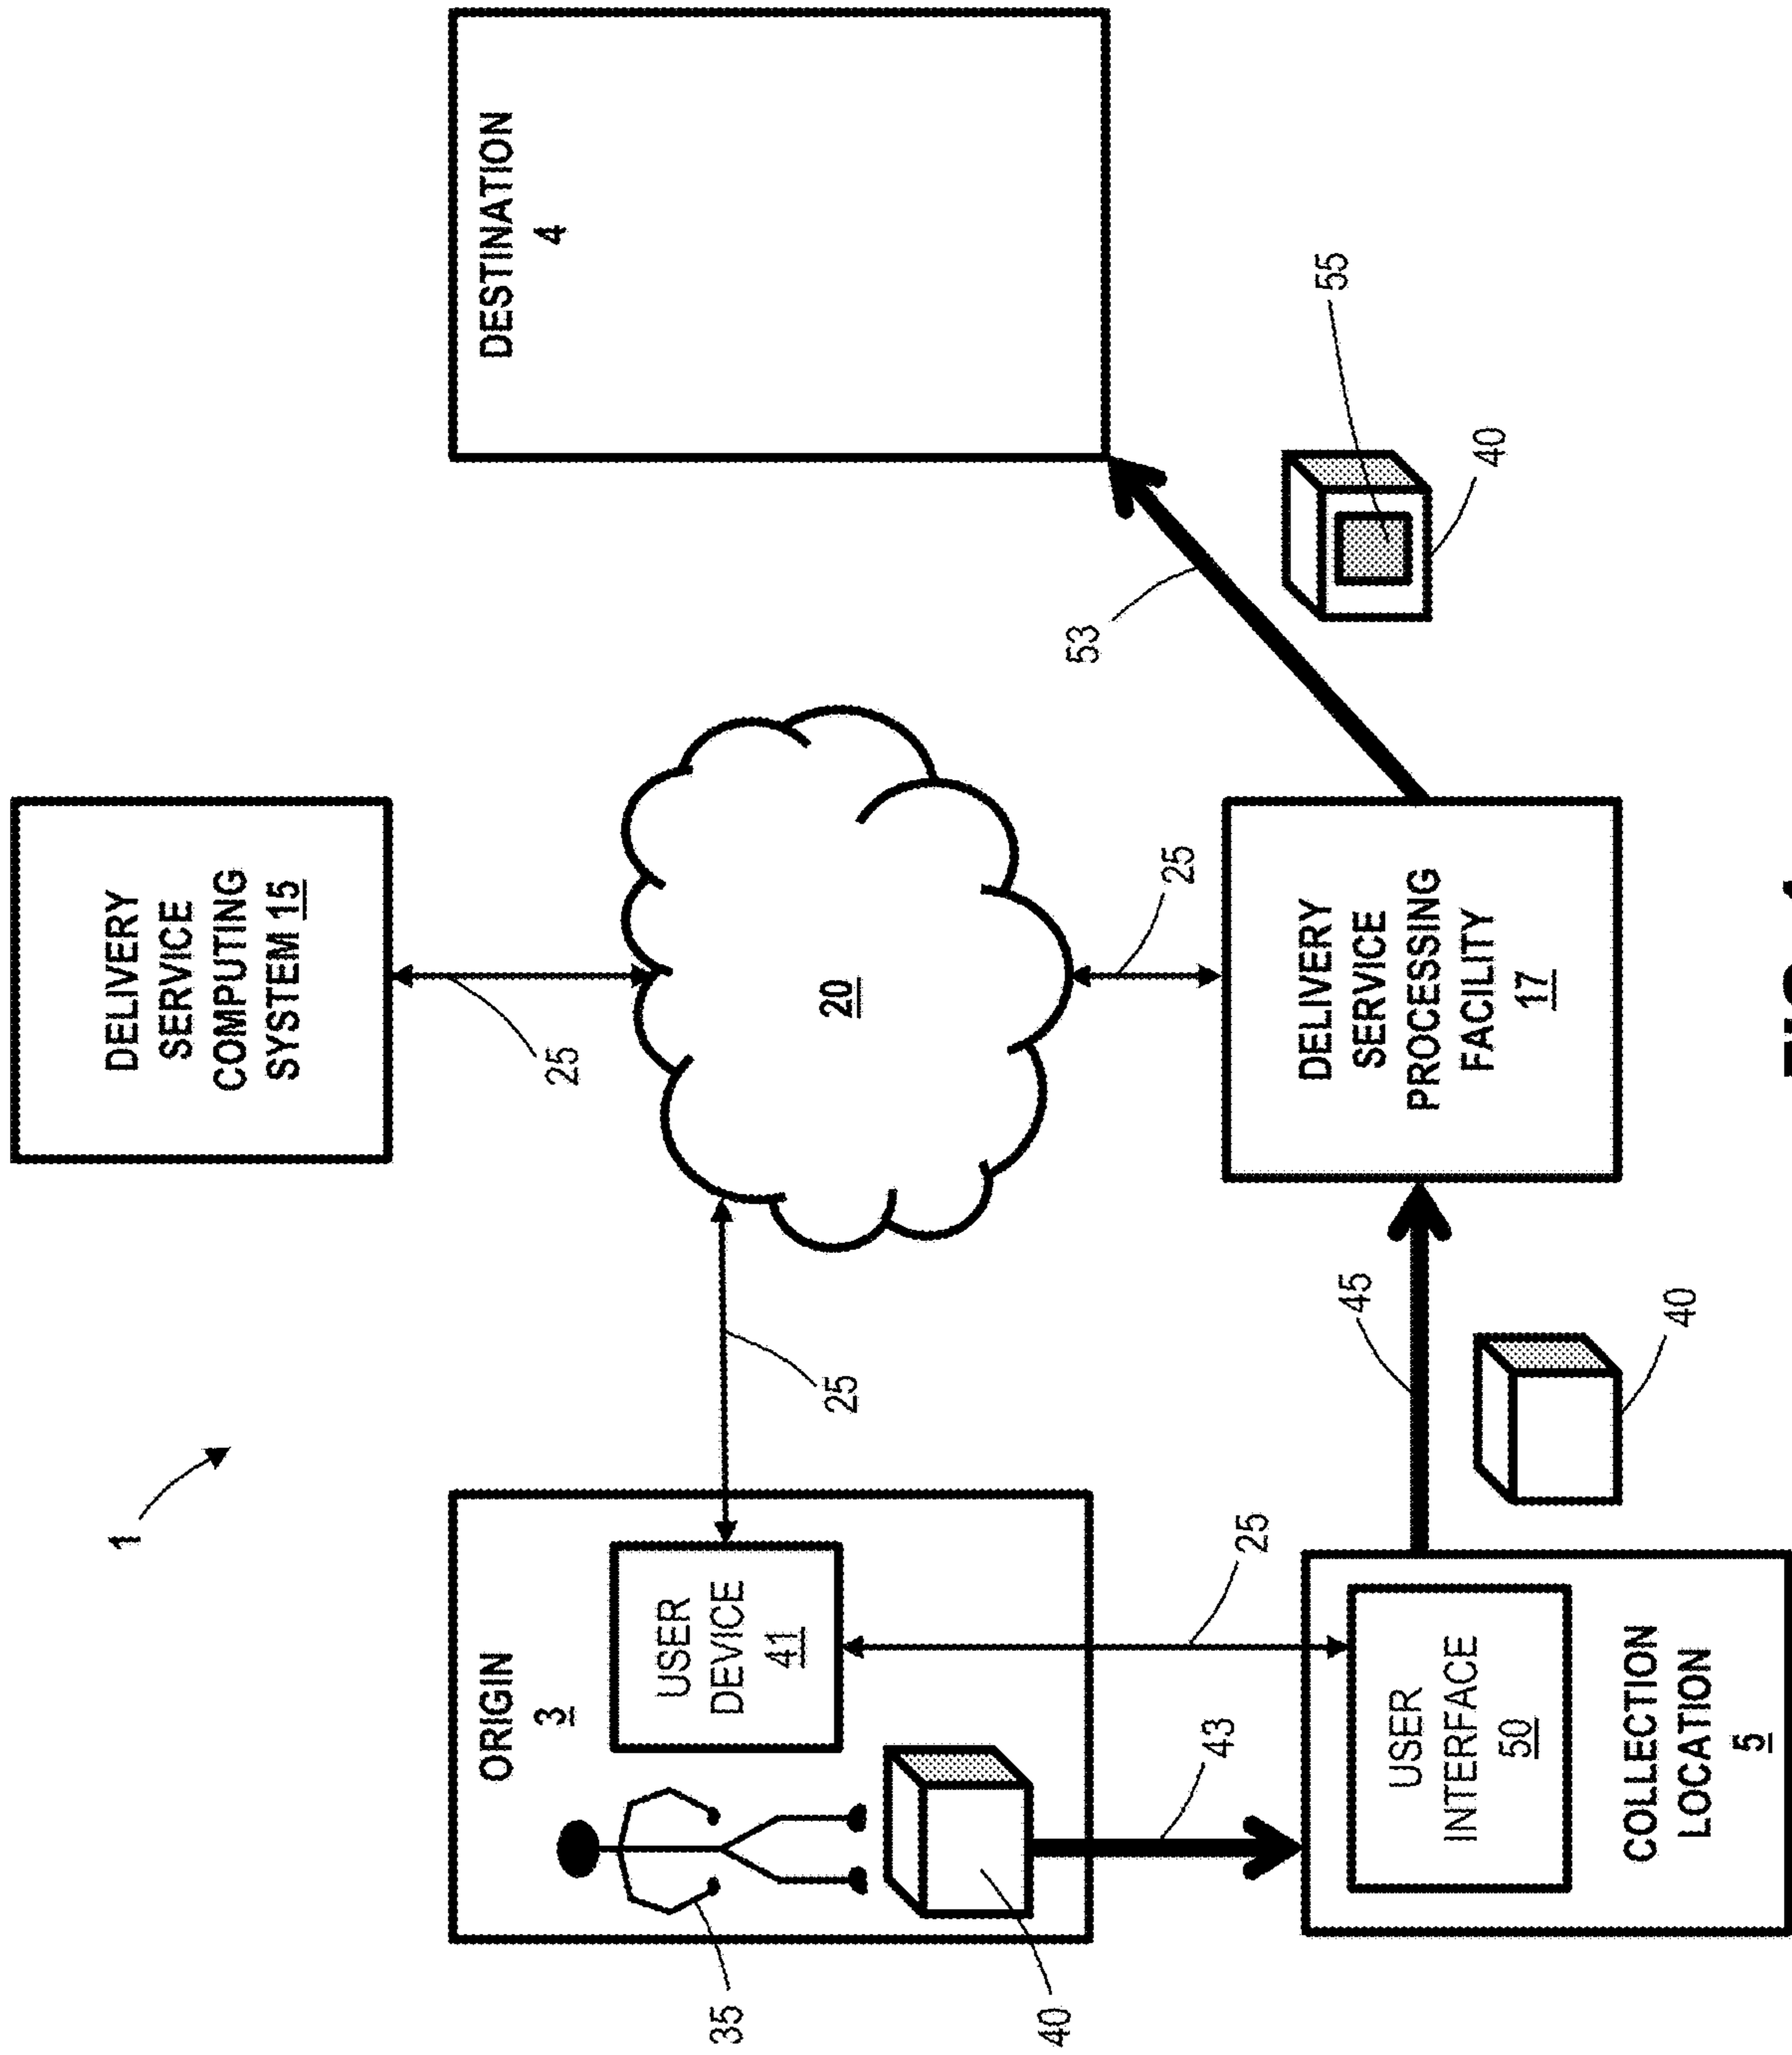 1
DELIVERY
SERVICE
COMPUTING
SYSTEM 15
25
ORIGIN
3
USER
DEVICE
41
35
40
25
20
DESTINATION
4
43
25
25
53
55
40
COLLECTION
LOCATION
5
USER
INTERFACE
50
45
40
DELIVERY
SERVICE
PROCESSING
FACILITY
17